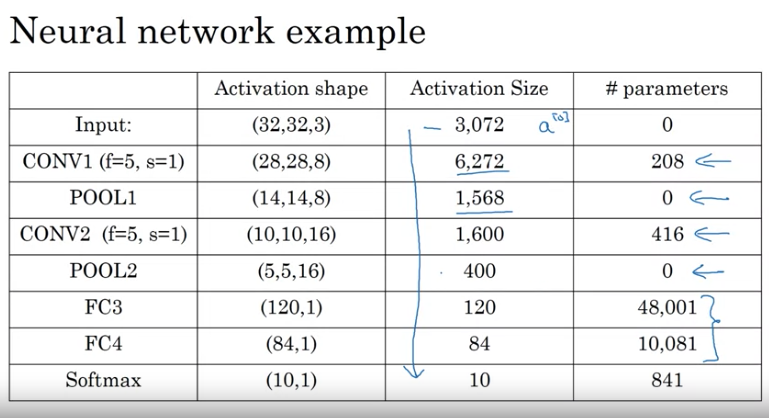 Neural network example
Activation shape Activation Size # parameters
Input: (32,32,3) 3,072 a[0] 0
CONV1 (f=5, s=1) (28,28,8) 6,272 208
POOL1 (14,14,8) 1,568 0
CONV2 (f=5, s=1) (10,10,16) 1,600 416
POOL2 (5,5,16) 400 0
FC3 (120,1) 120 48,001
FC4 (84,1) 84 10,081
Softmax (10,1) 10 841